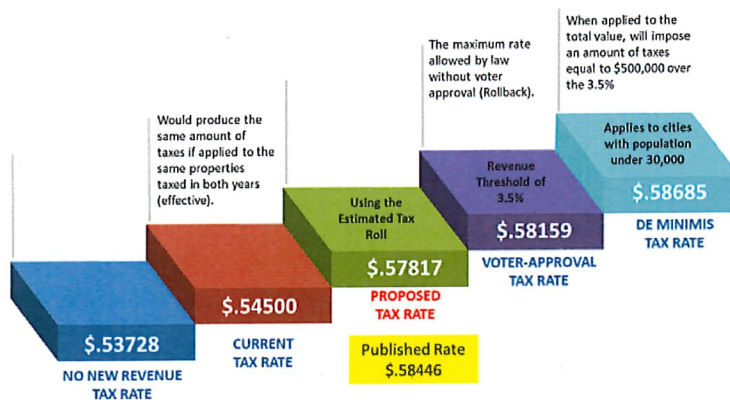 When applied to the
total value, will impose
an amount of taxes
equal to $500,000 over
the 3.5%
The maximum rate
allowed by law
without voter
approval (Rollback).
Would produce the
same amount of
taxes if applied to the
same properties
taxed in both years
(effective).
Applies to cities
with population
under 30,000
$.58685
DE MINIMIS
TAX RATE
Revenue
Threshold of
3.5%
$.58159
VOTER-APPROVAL
TAX RATE
Using the
Estimated Tax
Roll
$.57817
PROPOSED
TAX RATE
Published Rate
$.58446
$.54500
CURRENT
TAX RATE
$.53728
NO NEW REVENUE
TAX RATE